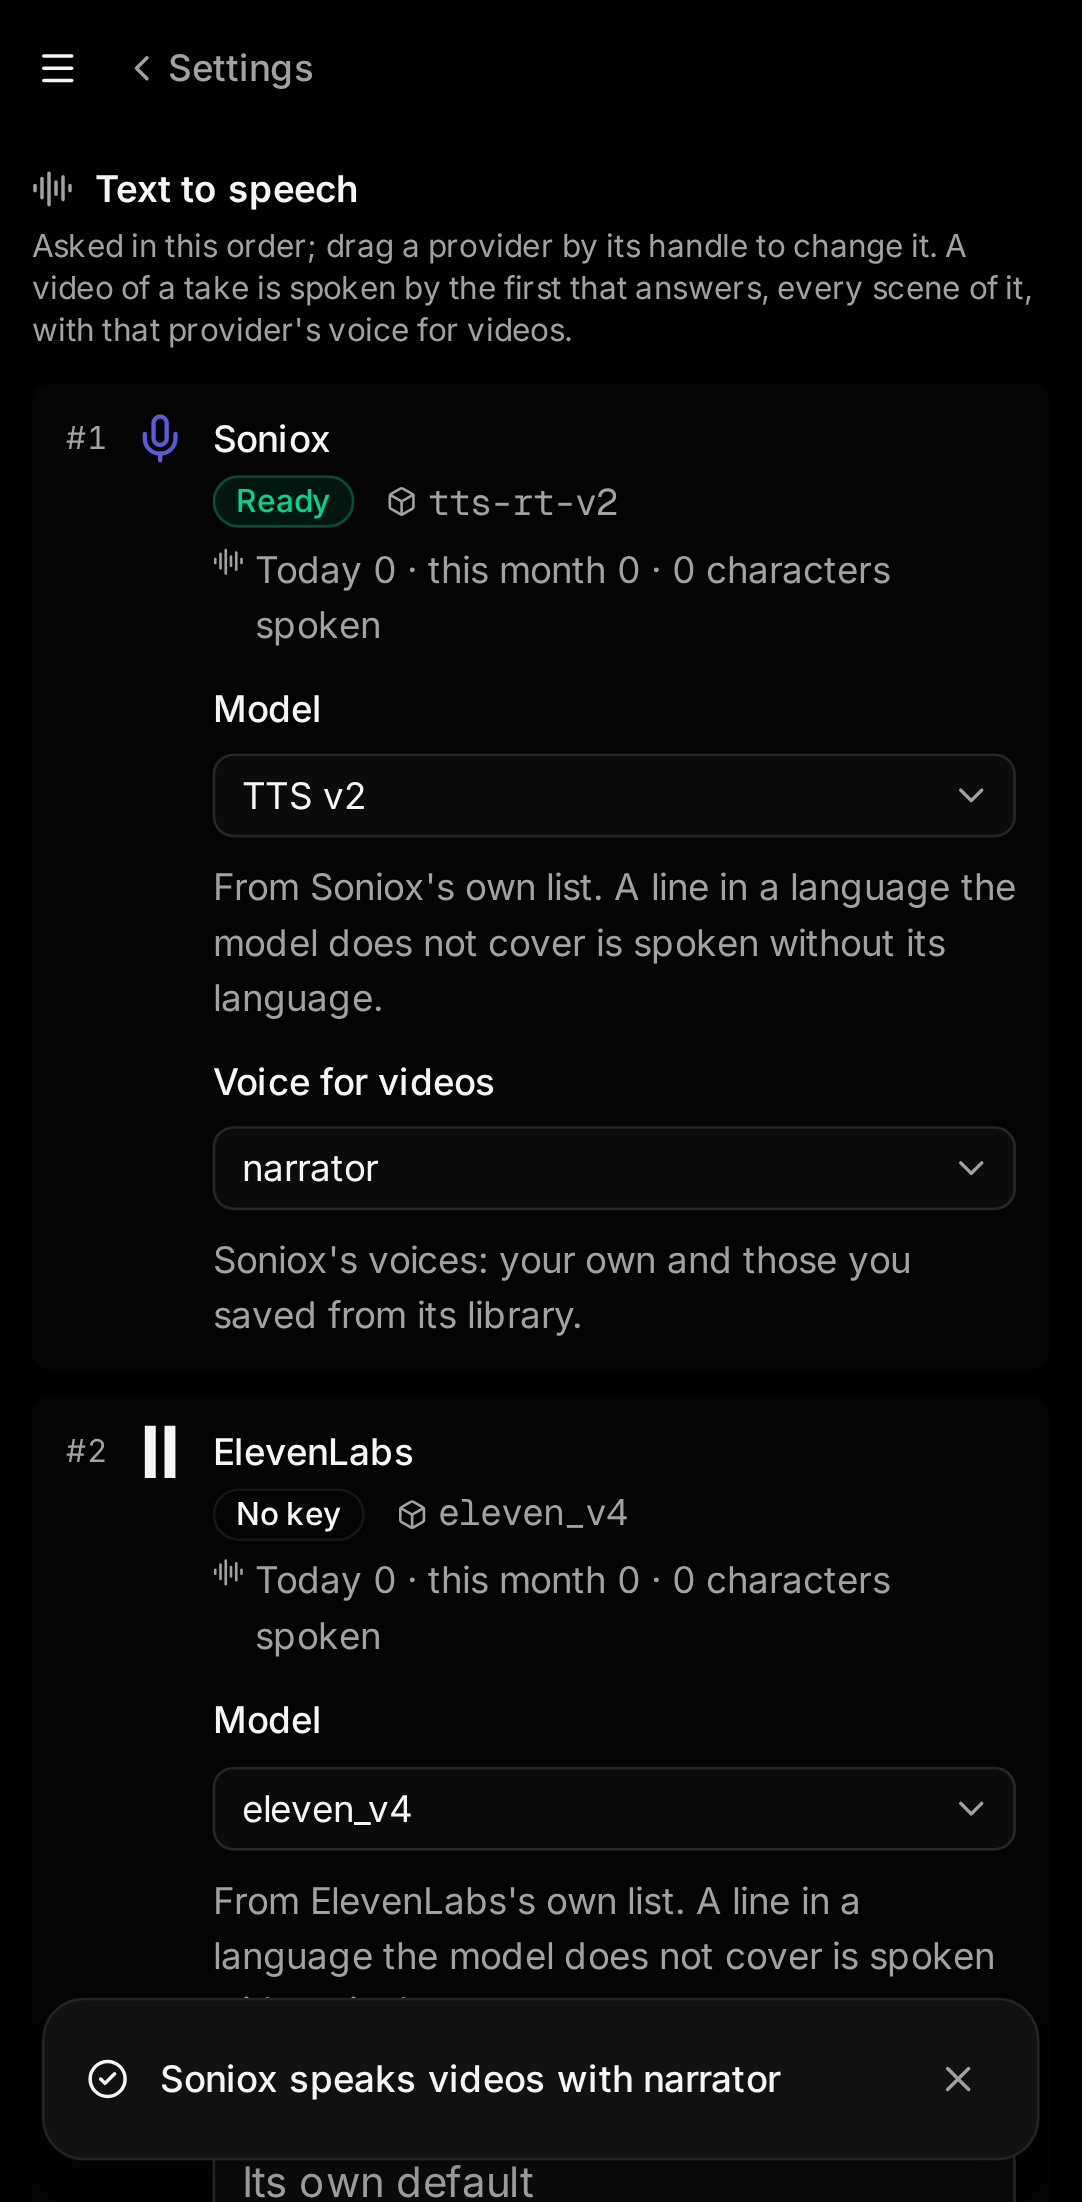 Settings
Text to speech
Asked in this order; drag a provider by its handle to change it. A
video of a take is spoken by the first that answers, every scene of it,
with that provider's voice for videos.
#1 Soniox
Ready tts-rt-v2
Today 0 · this month 0 · 0 characters
spoken
Model
TTS v2
From Soniox's own list. A line in a language the
model does not cover is spoken without its
language.
Voice for videos
narrator
Soniox's voices: your own and those you
saved from its library.
#2 ElevenLabs
No key eleven_v4
Today 0 · this month 0 · 0 characters
spoken
Model
eleven_v4
From ElevenLabs's own list. A line in a
language the model does not cover is spoken
Soniox speaks videos with narrator
Its own default